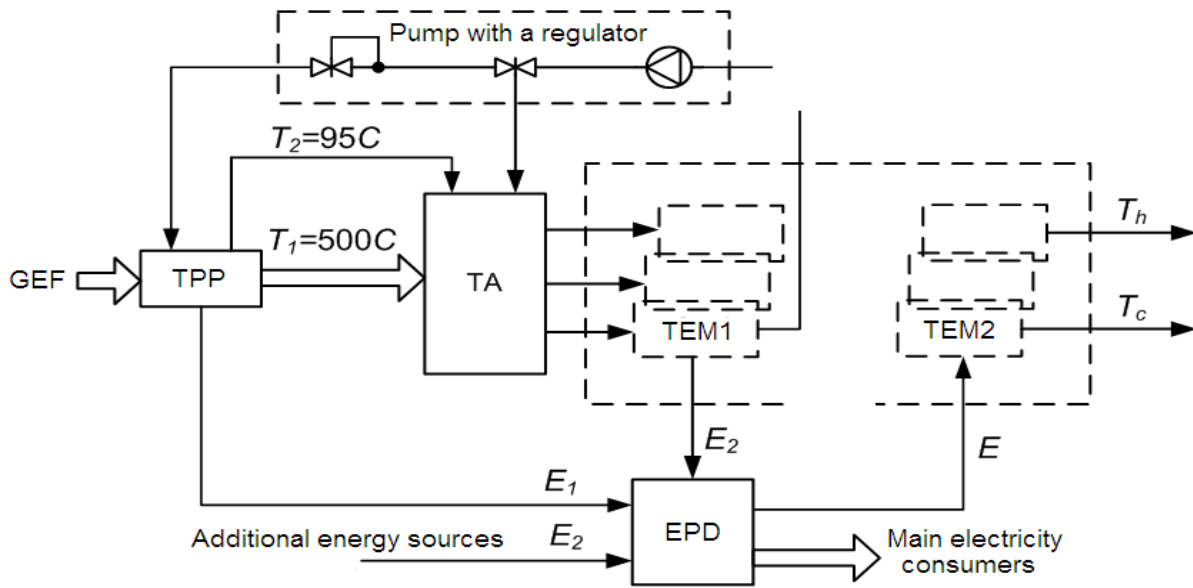 Pump with a regulator
T₂=95C
T₁=500C
GEF
TPP
TA
TEM1
TEM2
Tₕ
T꜀
E₂
E
E₁
Additional energy sources
E₂
EPD
Main electricity
consumers